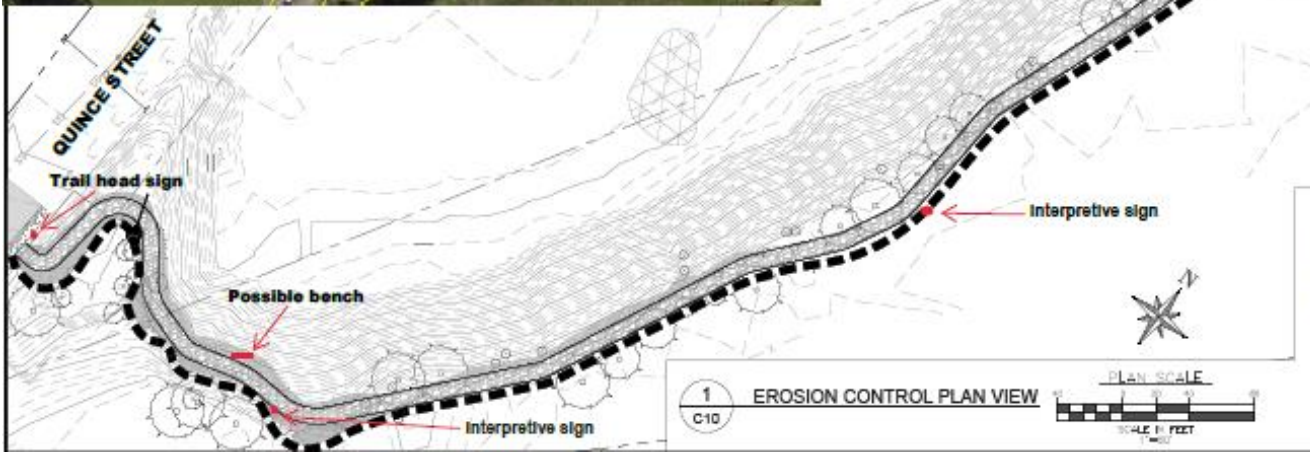 QUINCE STREET
Trail head sign
Possible bench
Interpretive sign
Interpretive sign
N
1
C10
EROSION CONTROL PLAN VIEW
PLAN SCALE
SCALE IN FEET